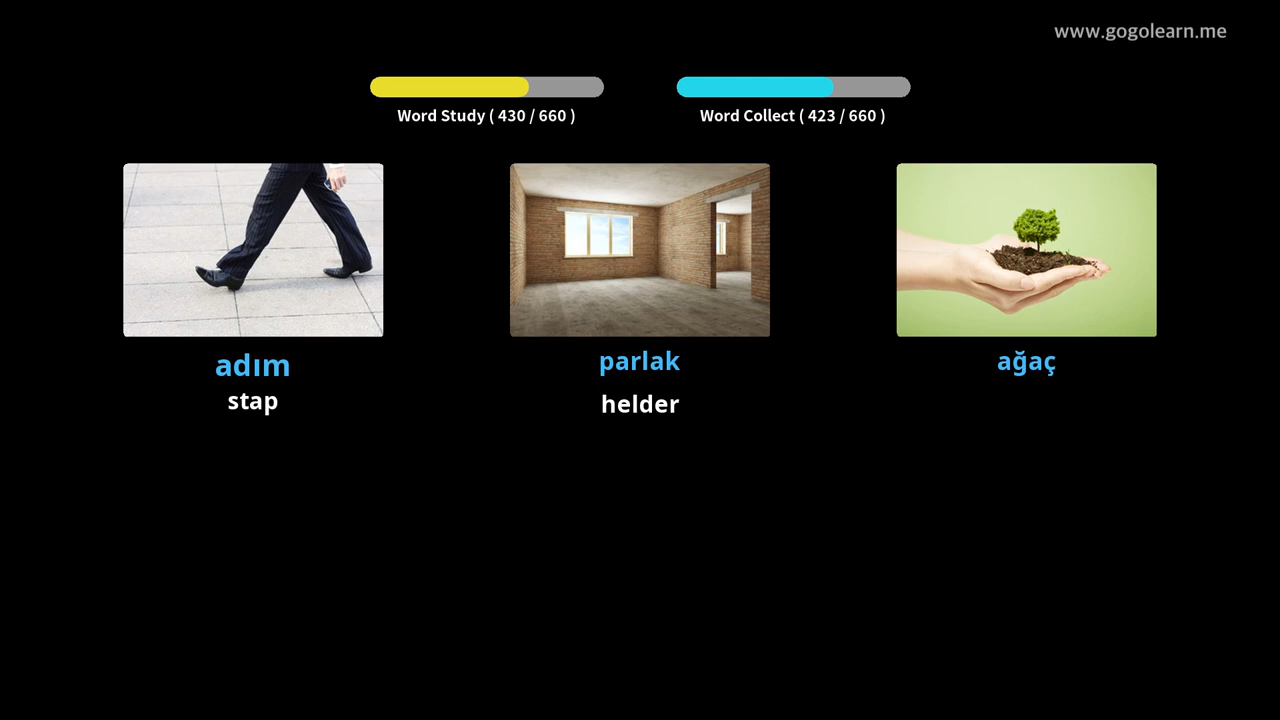 www.gogolearn.me
Word Study ( 430 / 660 )
Word Collect ( 423 / 660 )
adım
stap
parlak
helder
ağaç